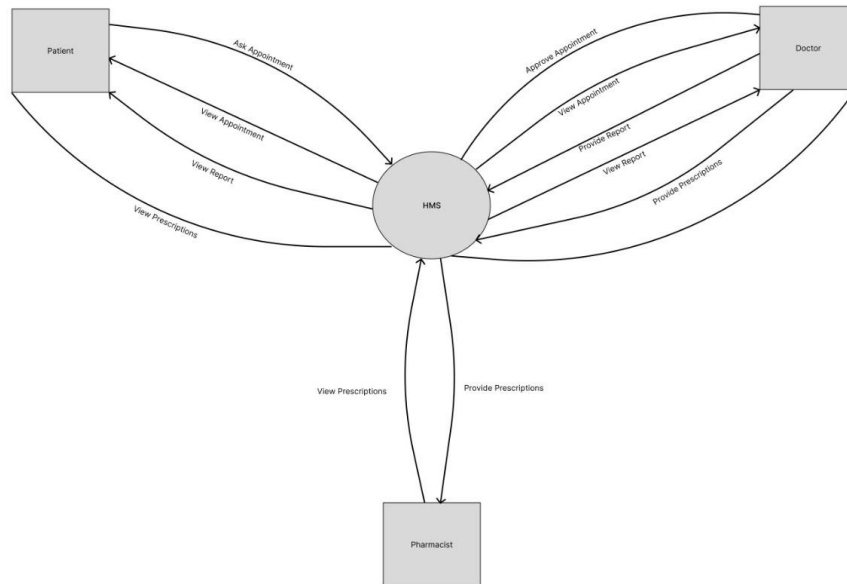 Patient
Ask Appointment
View Appointment
View Report
View Prescriptions
Approve Appointment
View Appointment
Provide Report
View Report
Provide Prescriptions
Doctor
HMS
View Prescriptions
Provide Prescriptions
Pharmacist